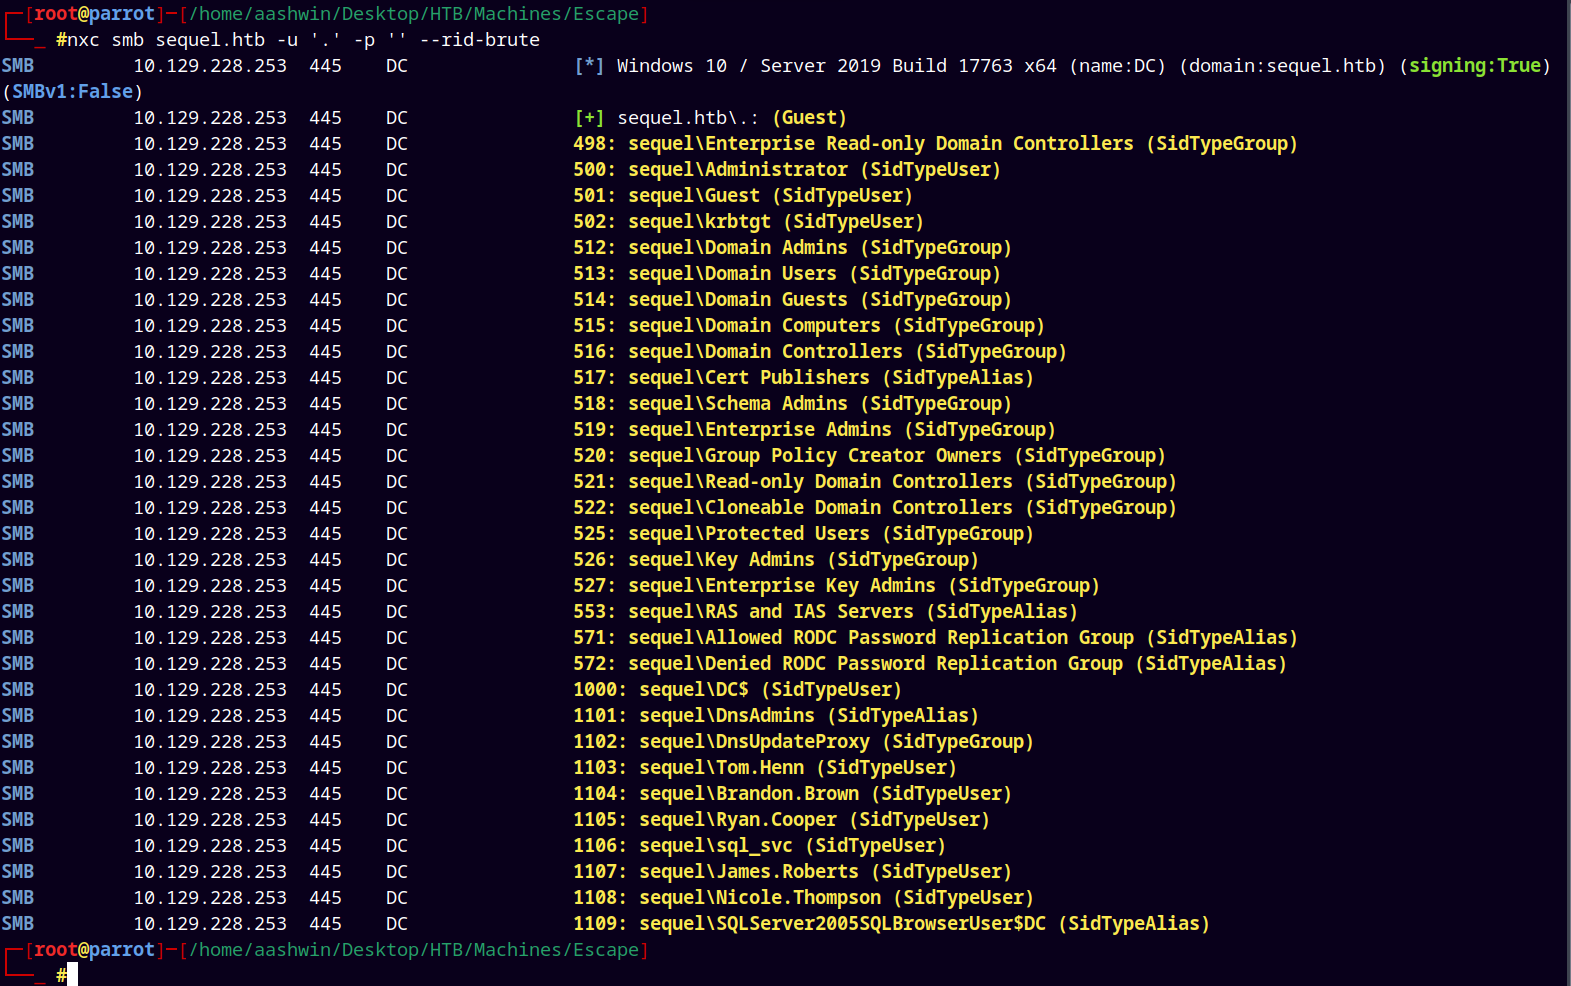 ┌─[root@parrot]─[/home/aashwin/Desktop/HTB/Machines/Escape]
└──_ #nxc smb sequel.htb -u '.' -p '' --rid-brute
SMB 10.129.228.253 445 DC [*] Windows 10 / Server 2019 Build 17763 x64 (name:DC) (domain:sequel.htb) (signing:True)
(SMBv1:False)
SMB 10.129.228.253 445 DC [+] sequel.htb\.: (Guest)
SMB 10.129.228.253 445 DC 498: sequel\Enterprise Read-only Domain Controllers (SidTypeGroup)
SMB 10.129.228.253 445 DC 500: sequel\Administrator (SidTypeUser)
SMB 10.129.228.253 445 DC 501: sequel\Guest (SidTypeUser)
SMB 10.129.228.253 445 DC 502: sequel\krbtgt (SidTypeUser)
SMB 10.129.228.253 445 DC 512: sequel\Domain Admins (SidTypeGroup)
SMB 10.129.228.253 445 DC 513: sequel\Domain Users (SidTypeGroup)
SMB 10.129.228.253 445 DC 514: sequel\Domain Guests (SidTypeGroup)
SMB 10.129.228.253 445 DC 515: sequel\Domain Computers (SidTypeGroup)
SMB 10.129.228.253 445 DC 516: sequel\Domain Controllers (SidTypeGroup)
SMB 10.129.228.253 445 DC 517: sequel\Cert Publishers (SidTypeAlias)
SMB 10.129.228.253 445 DC 518: sequel\Schema Admins (SidTypeGroup)
SMB 10.129.228.253 445 DC 519: sequel\Enterprise Admins (SidTypeGroup)
SMB 10.129.228.253 445 DC 520: sequel\Group Policy Creator Owners (SidTypeGroup)
SMB 10.129.228.253 445 DC 521: sequel\Read-only Domain Controllers (SidTypeGroup)
SMB 10.129.228.253 445 DC 522: sequel\Cloneable Domain Controllers (SidTypeGroup)
SMB 10.129.228.253 445 DC 525: sequel\Protected Users (SidTypeGroup)
SMB 10.129.228.253 445 DC 526: sequel\Key Admins (SidTypeGroup)
SMB 10.129.228.253 445 DC 527: sequel\Enterprise Key Admins (SidTypeGroup)
SMB 10.129.228.253 445 DC 553: sequel\RAS and IAS Servers (SidTypeAlias)
SMB 10.129.228.253 445 DC 571: sequel\Allowed RODC Password Replication Group (SidTypeAlias)
SMB 10.129.228.253 445 DC 572: sequel\Denied RODC Password Replication Group (SidTypeAlias)
SMB 10.129.228.253 445 DC 1000: sequel\DC$ (SidTypeUser)
SMB 10.129.228.253 445 DC 1101: sequel\DnsAdmins (SidTypeAlias)
SMB 10.129.228.253 445 DC 1102: sequel\DnsUpdateProxy (SidTypeGroup)
SMB 10.129.228.253 445 DC 1103: sequel\Tom.Henn (SidTypeUser)
SMB 10.129.228.253 445 DC 1104: sequel\Brandon.Brown (SidTypeUser)
SMB 10.129.228.253 445 DC 1105: sequel\Ryan.Cooper (SidTypeUser)
SMB 10.129.228.253 445 DC 1106: sequel\sql_svc (SidTypeUser)
SMB 10.129.228.253 445 DC 1107: sequel\James.Roberts (SidTypeUser)
SMB 10.129.228.253 445 DC 1108: sequel\Nicole.Thompson (SidTypeUser)
SMB 10.129.228.253 445 DC 1109: sequel\SQLServer2005SQLBrowserUser$DC (SidTypeAlias)
┌─[root@parrot]─[/home/aashwin/Desktop/HTB/Machines/Escape]
└──_ #